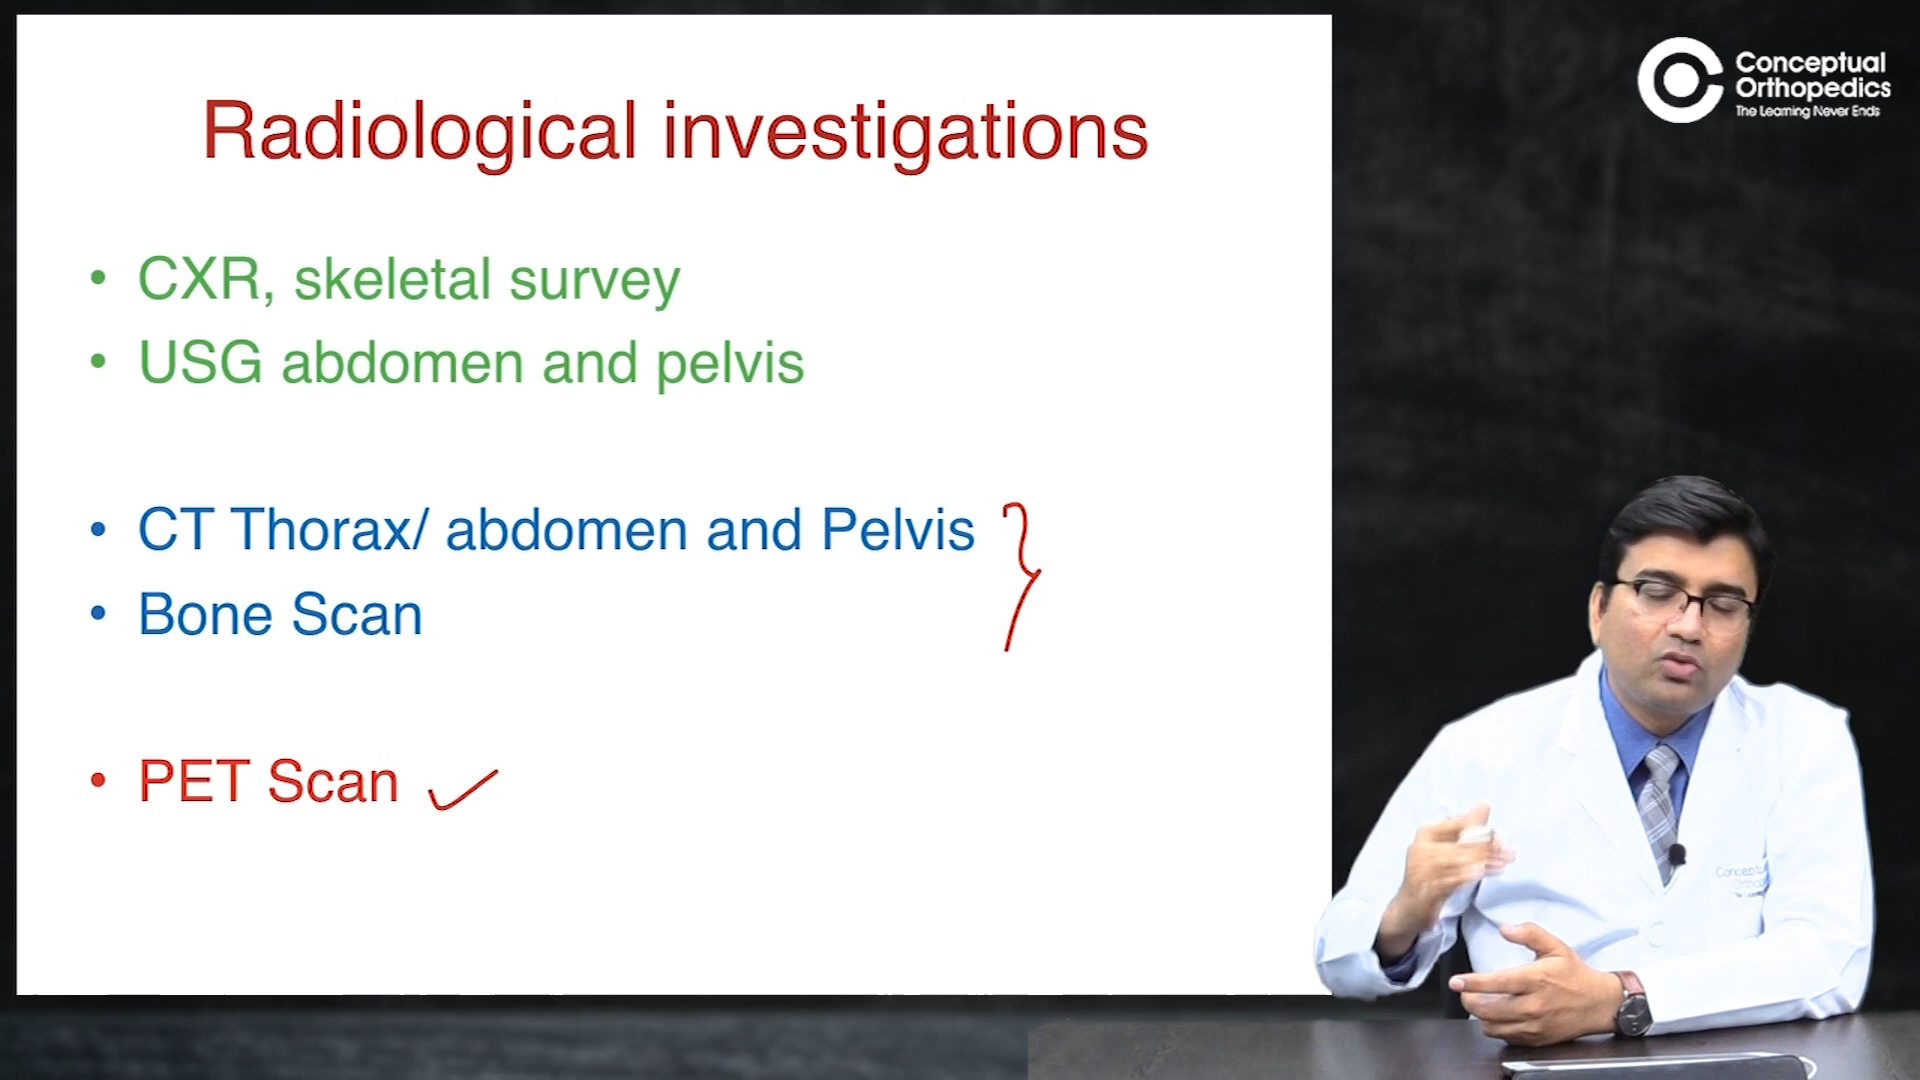 Radiological investigations
• CXR, skeletal survey
• USG abdomen and pelvis
• CT Thorax/ abdomen and Pelvis
• Bone Scan
• PET Scan
Conceptual
Orthopedics
The Learning Never Ends